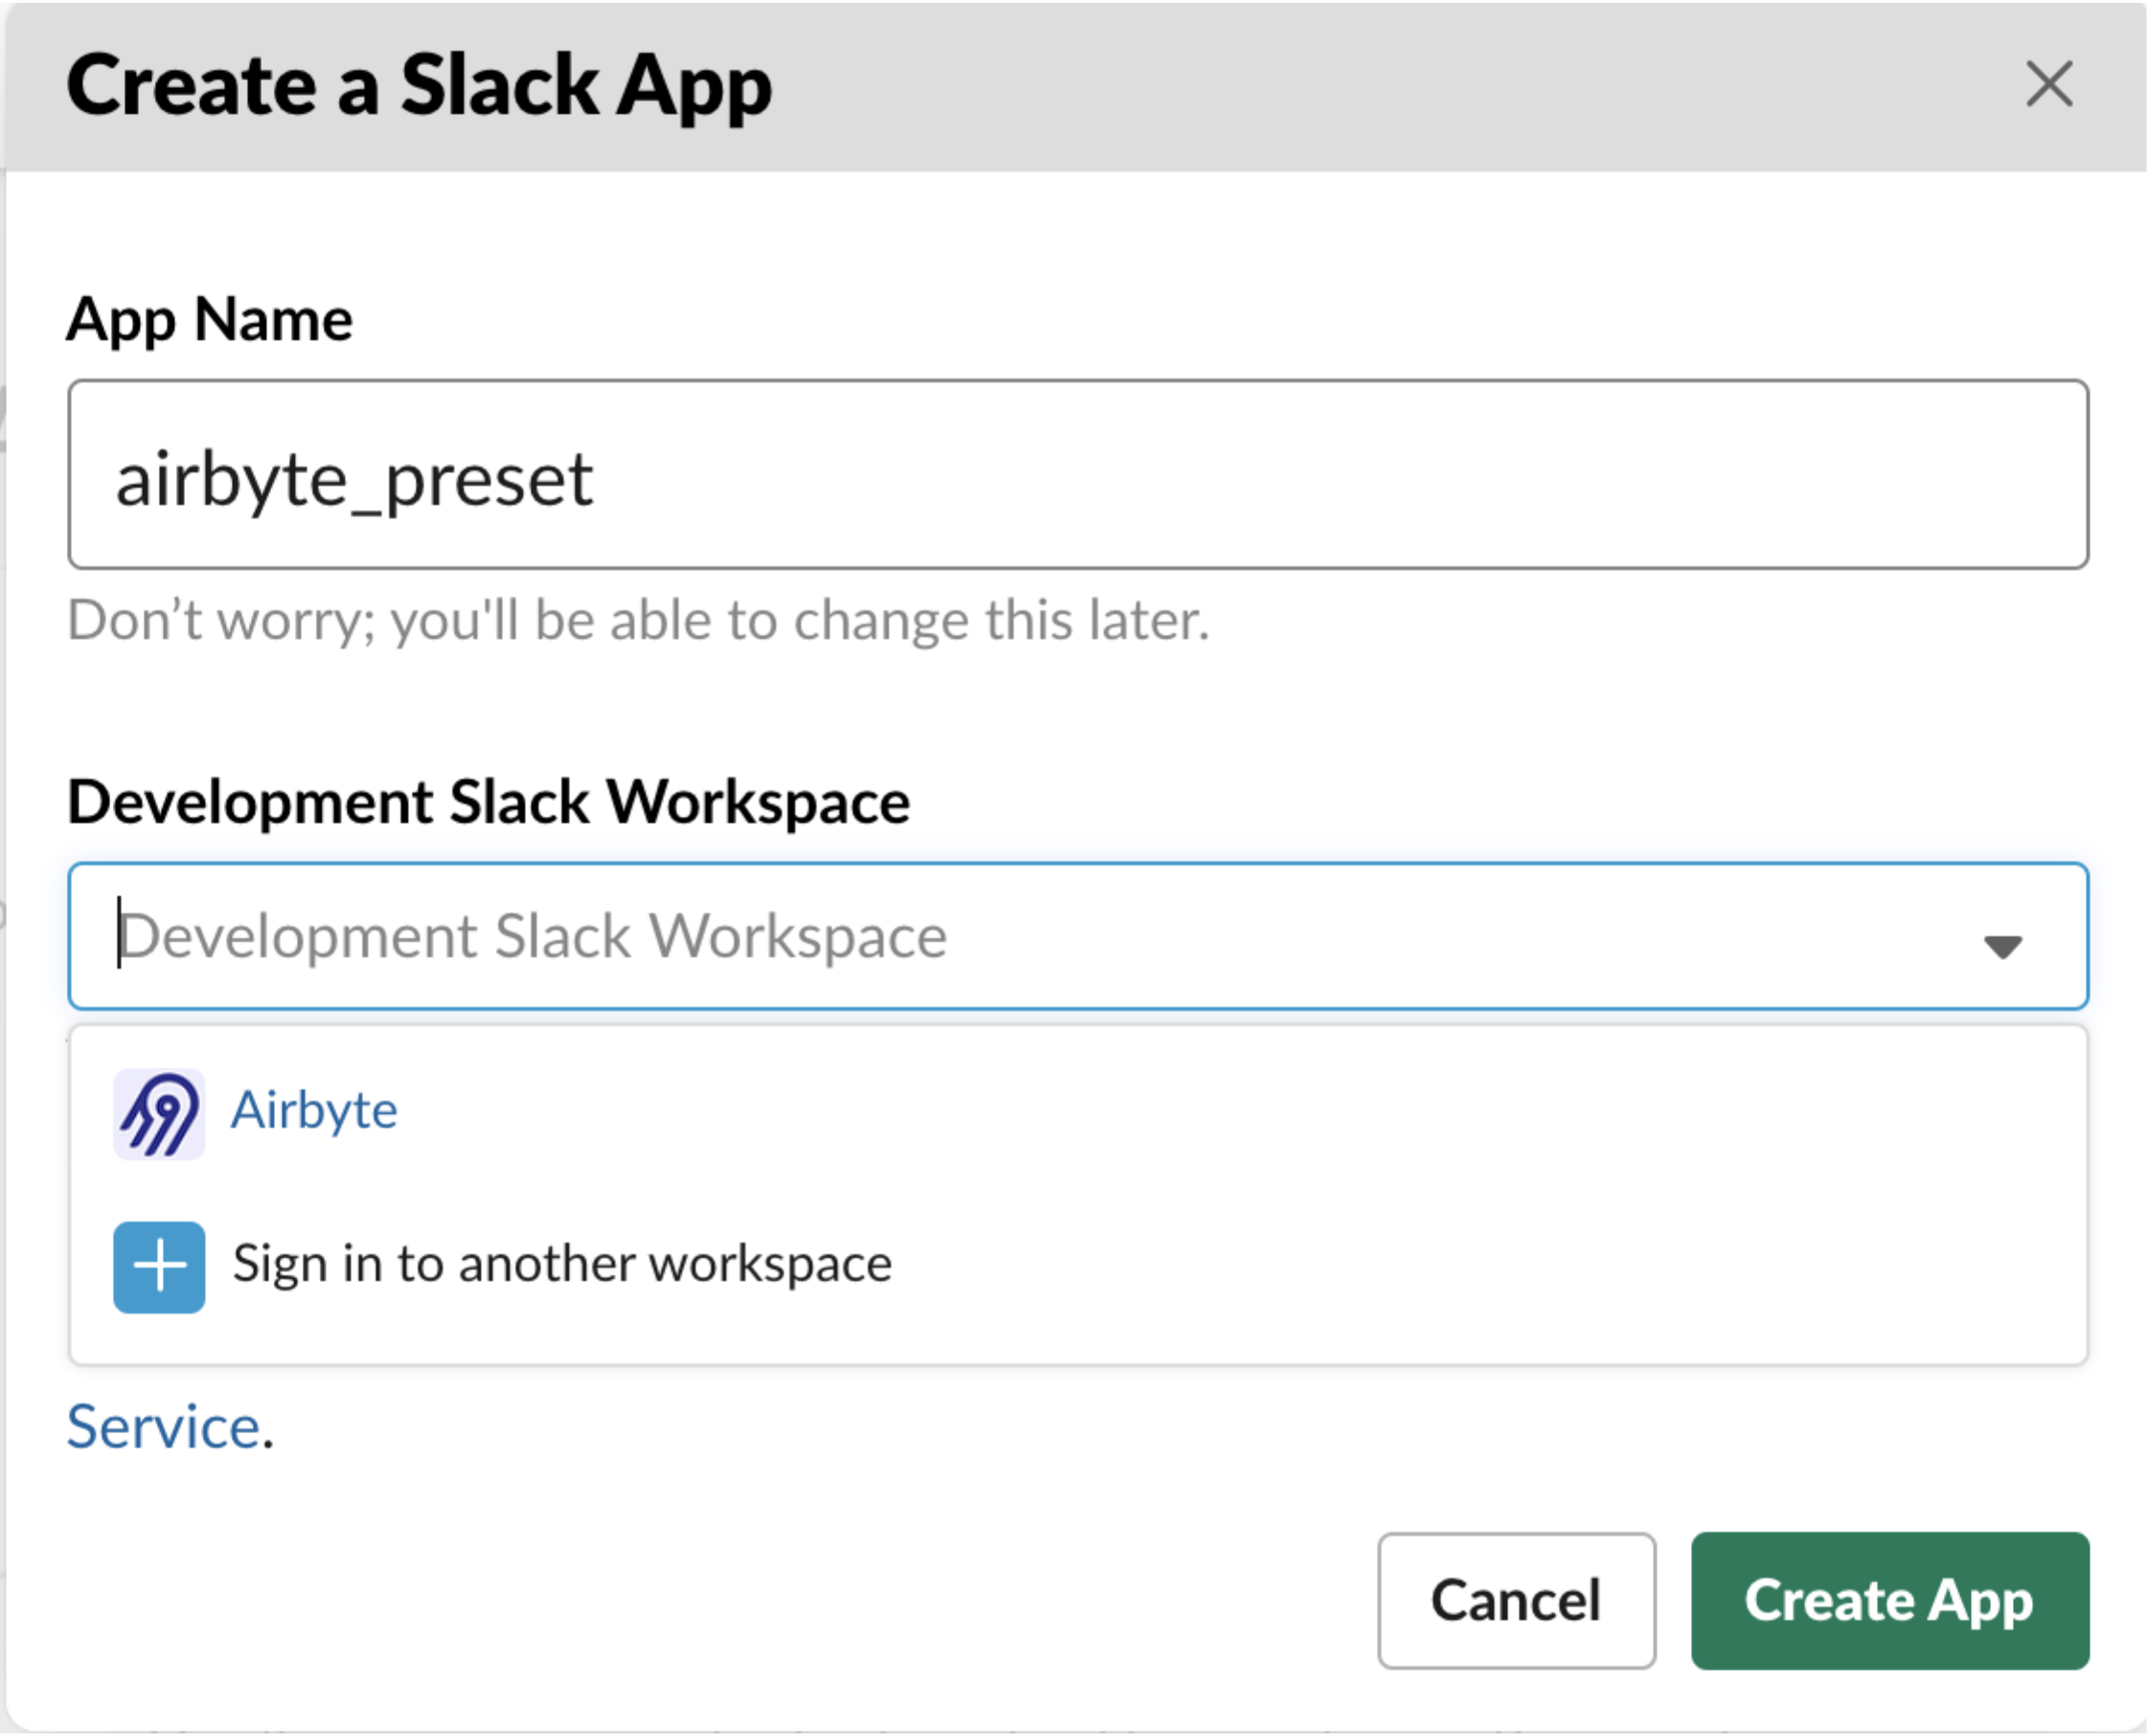 Create a Slack App
App Name
airbyte_preset
Don’t worry; you'll be able to change this later.
Development Slack Workspace
Development Slack Workspace
Airbyte
Sign in to another workspace
Service.
Cancel
Create App